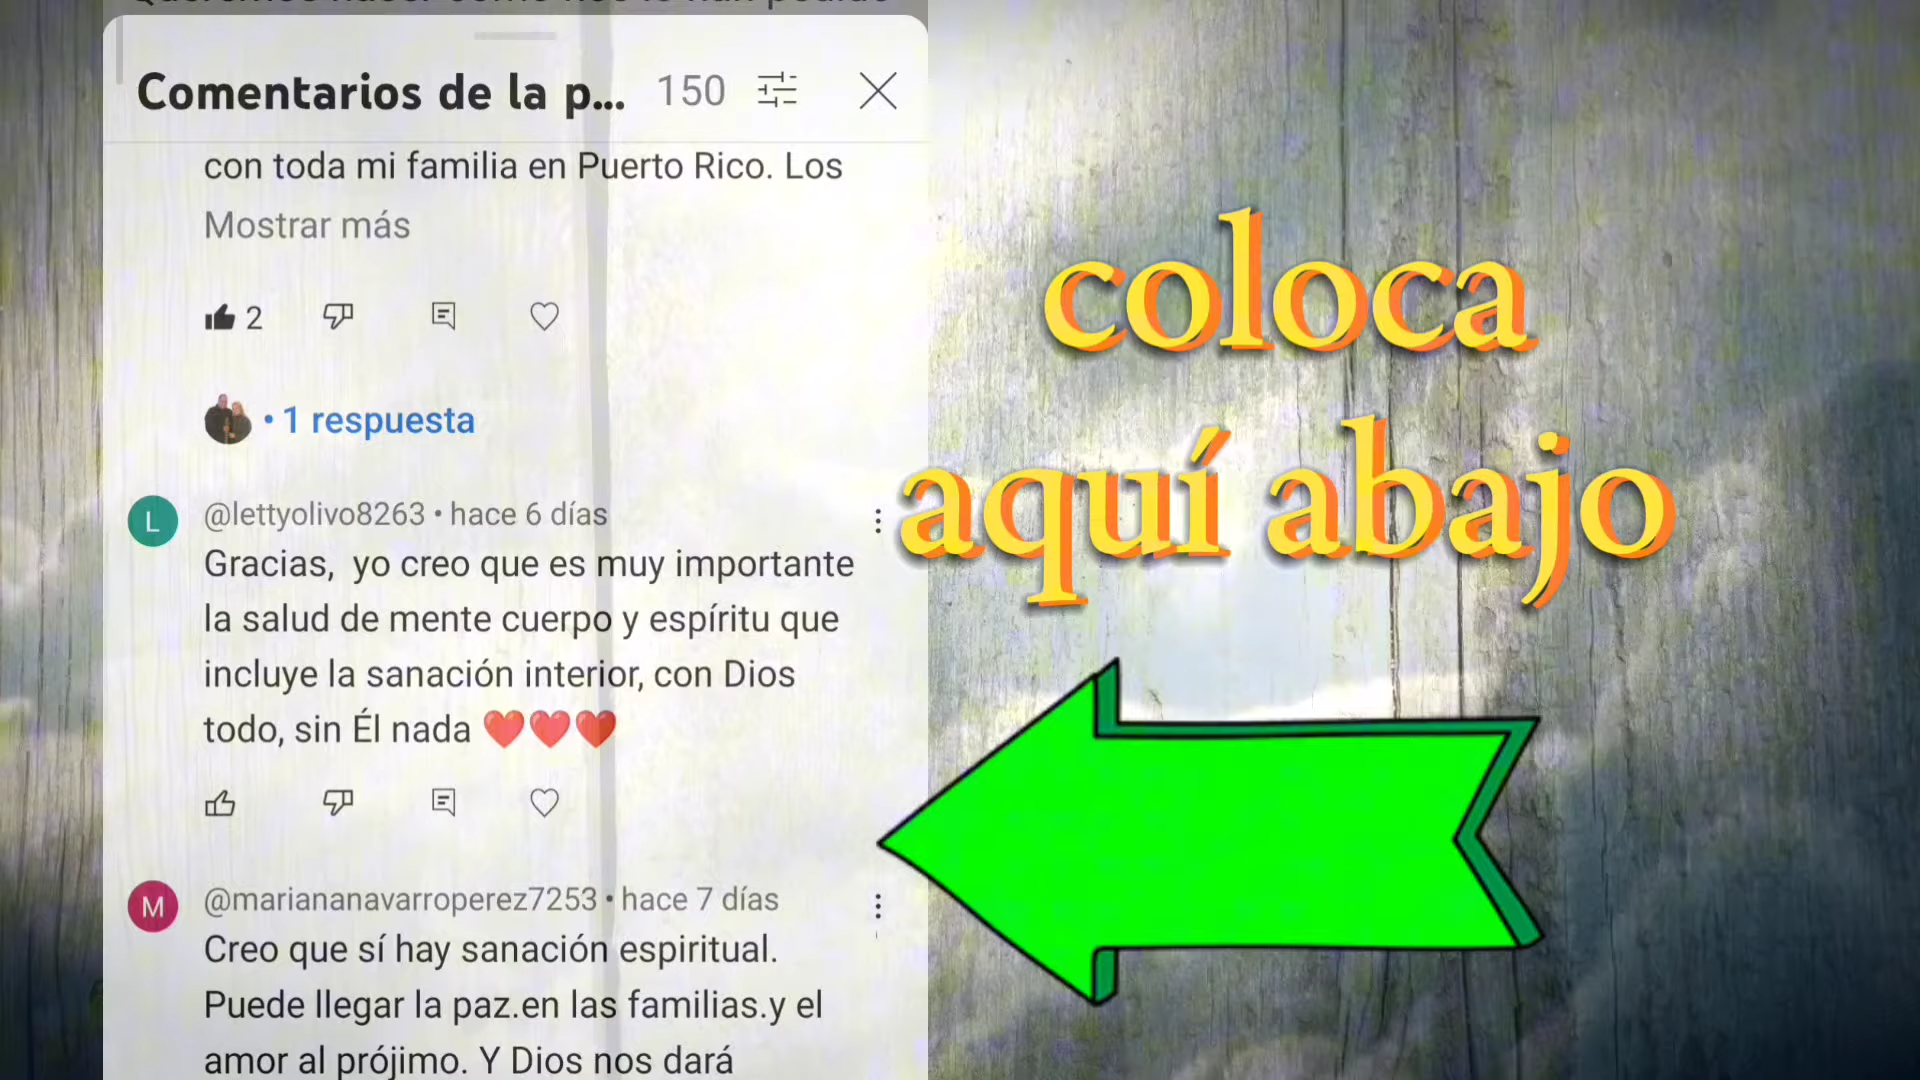 Comentarios de la p... 150
con toda mi familia en Puerto Rico. Los
Mostrar más
2
• 1 respuesta
L
@lettyolivo8263 • hace 6 días
Gracias, yo creo que es muy importante
la salud de mente cuerpo y espíritu que
incluye la sanación interior, con Dios
todo, sin Él nada ❤️❤️❤️
M
@mariananavarroperez7253 • hace 7 días
Creo que sí hay sanación espiritual.
Puede llegar la paz.en las familias.y el
amor al prójimo. Y Dios nos dará
coloca
aquí abajo